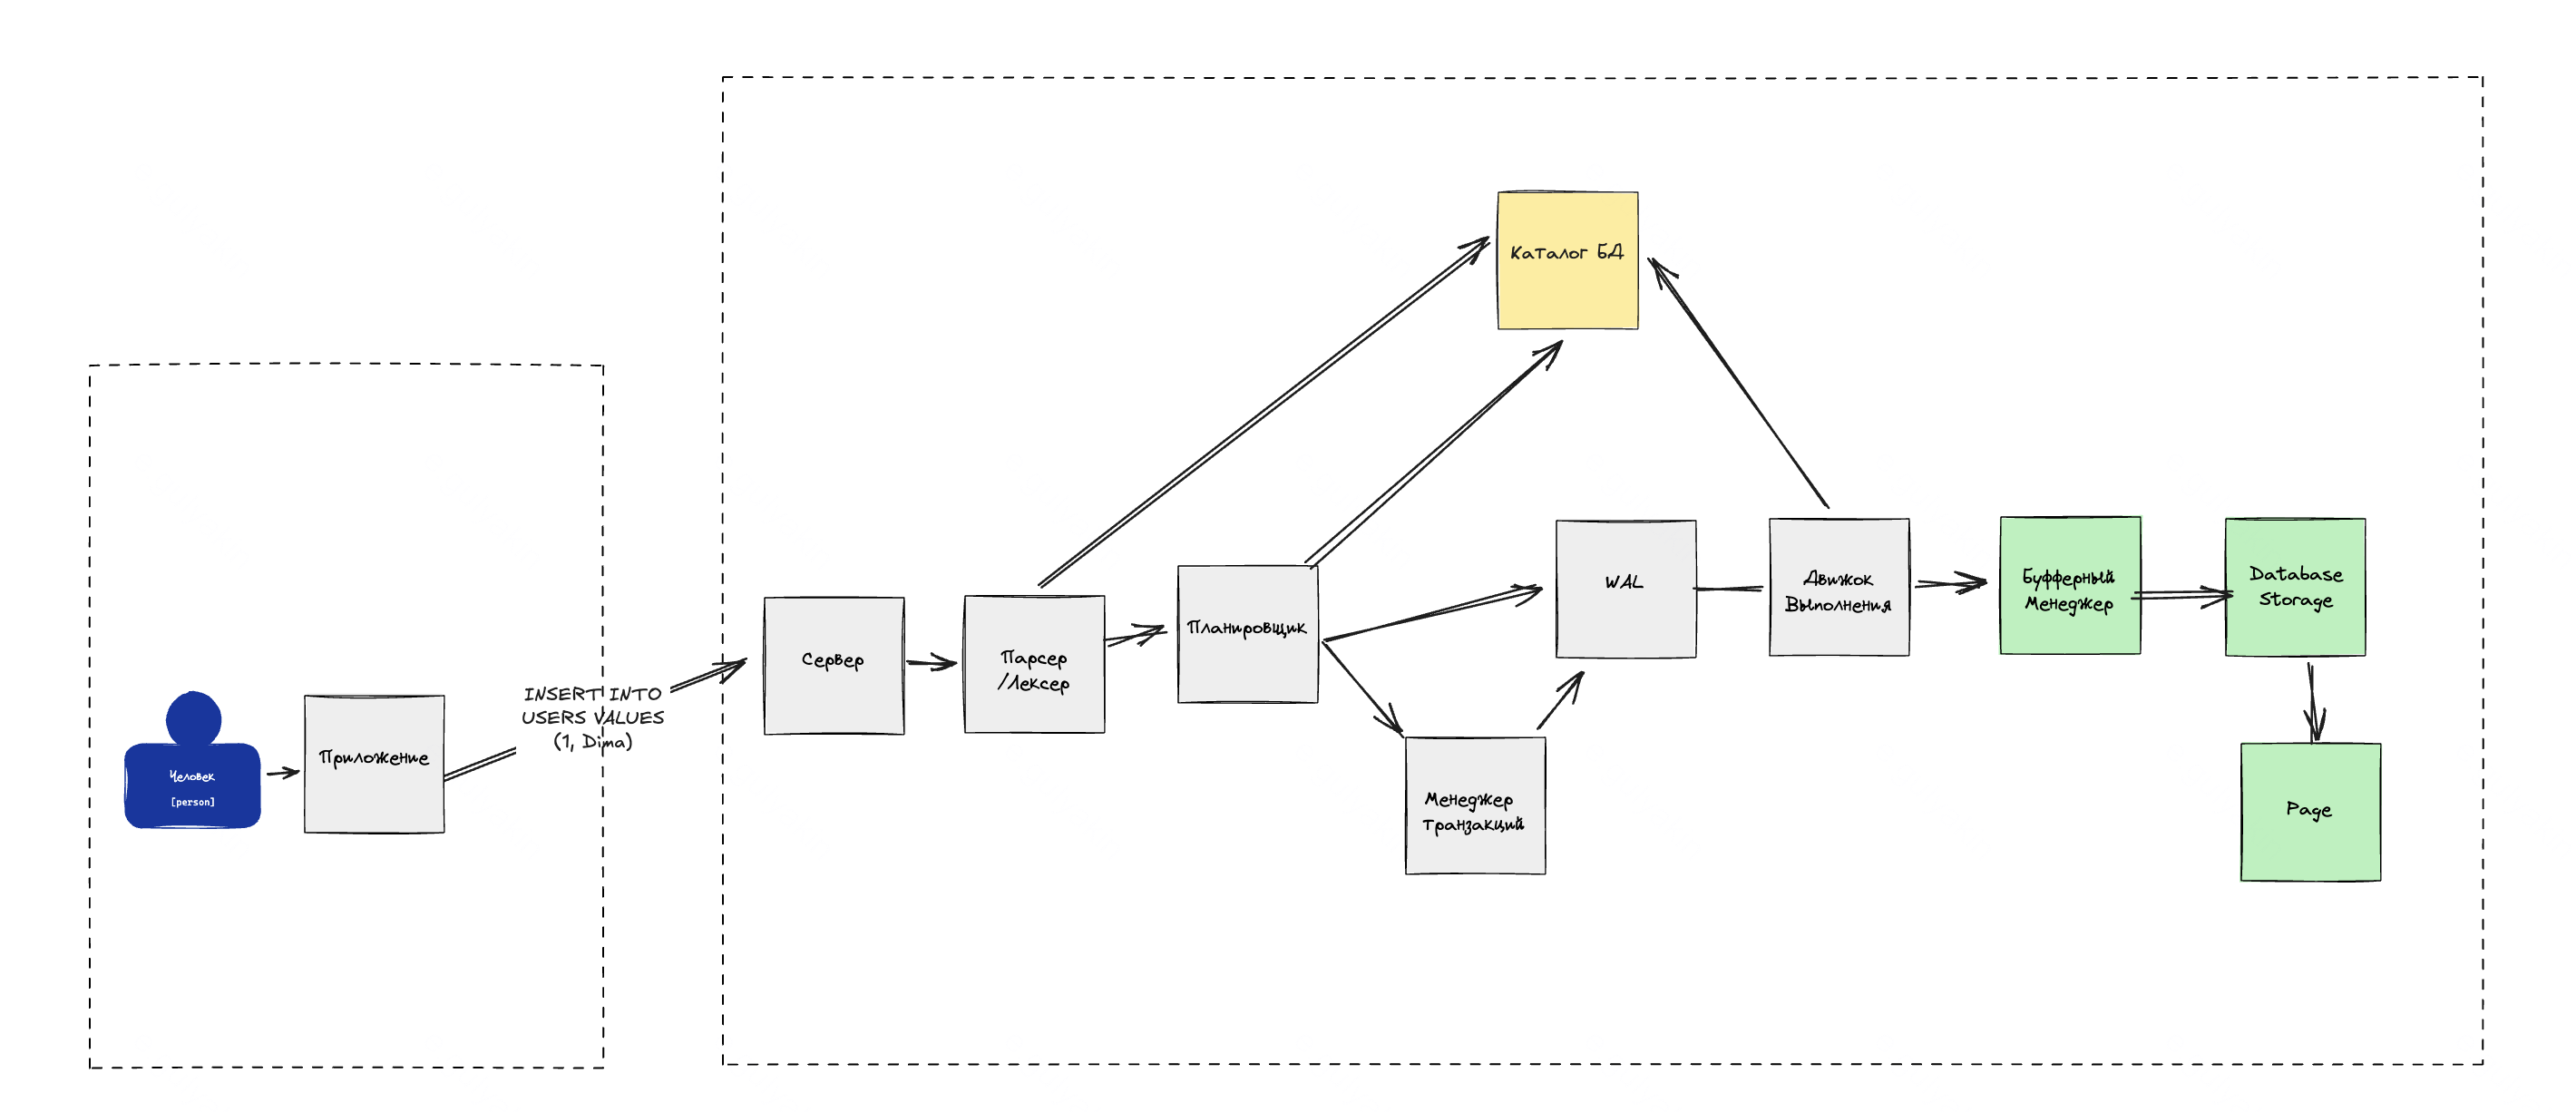 Человек
[person]
Приложение
INSERT INTO
USERS VALUES
(1, Dima)
Сервер
Парсер
/Лексер
Планировщик
Каталог БД
Менеджер
Транзакций
WAL
Движок
Выполнения
Буфферный
Менеджер
Database
Storage
Page